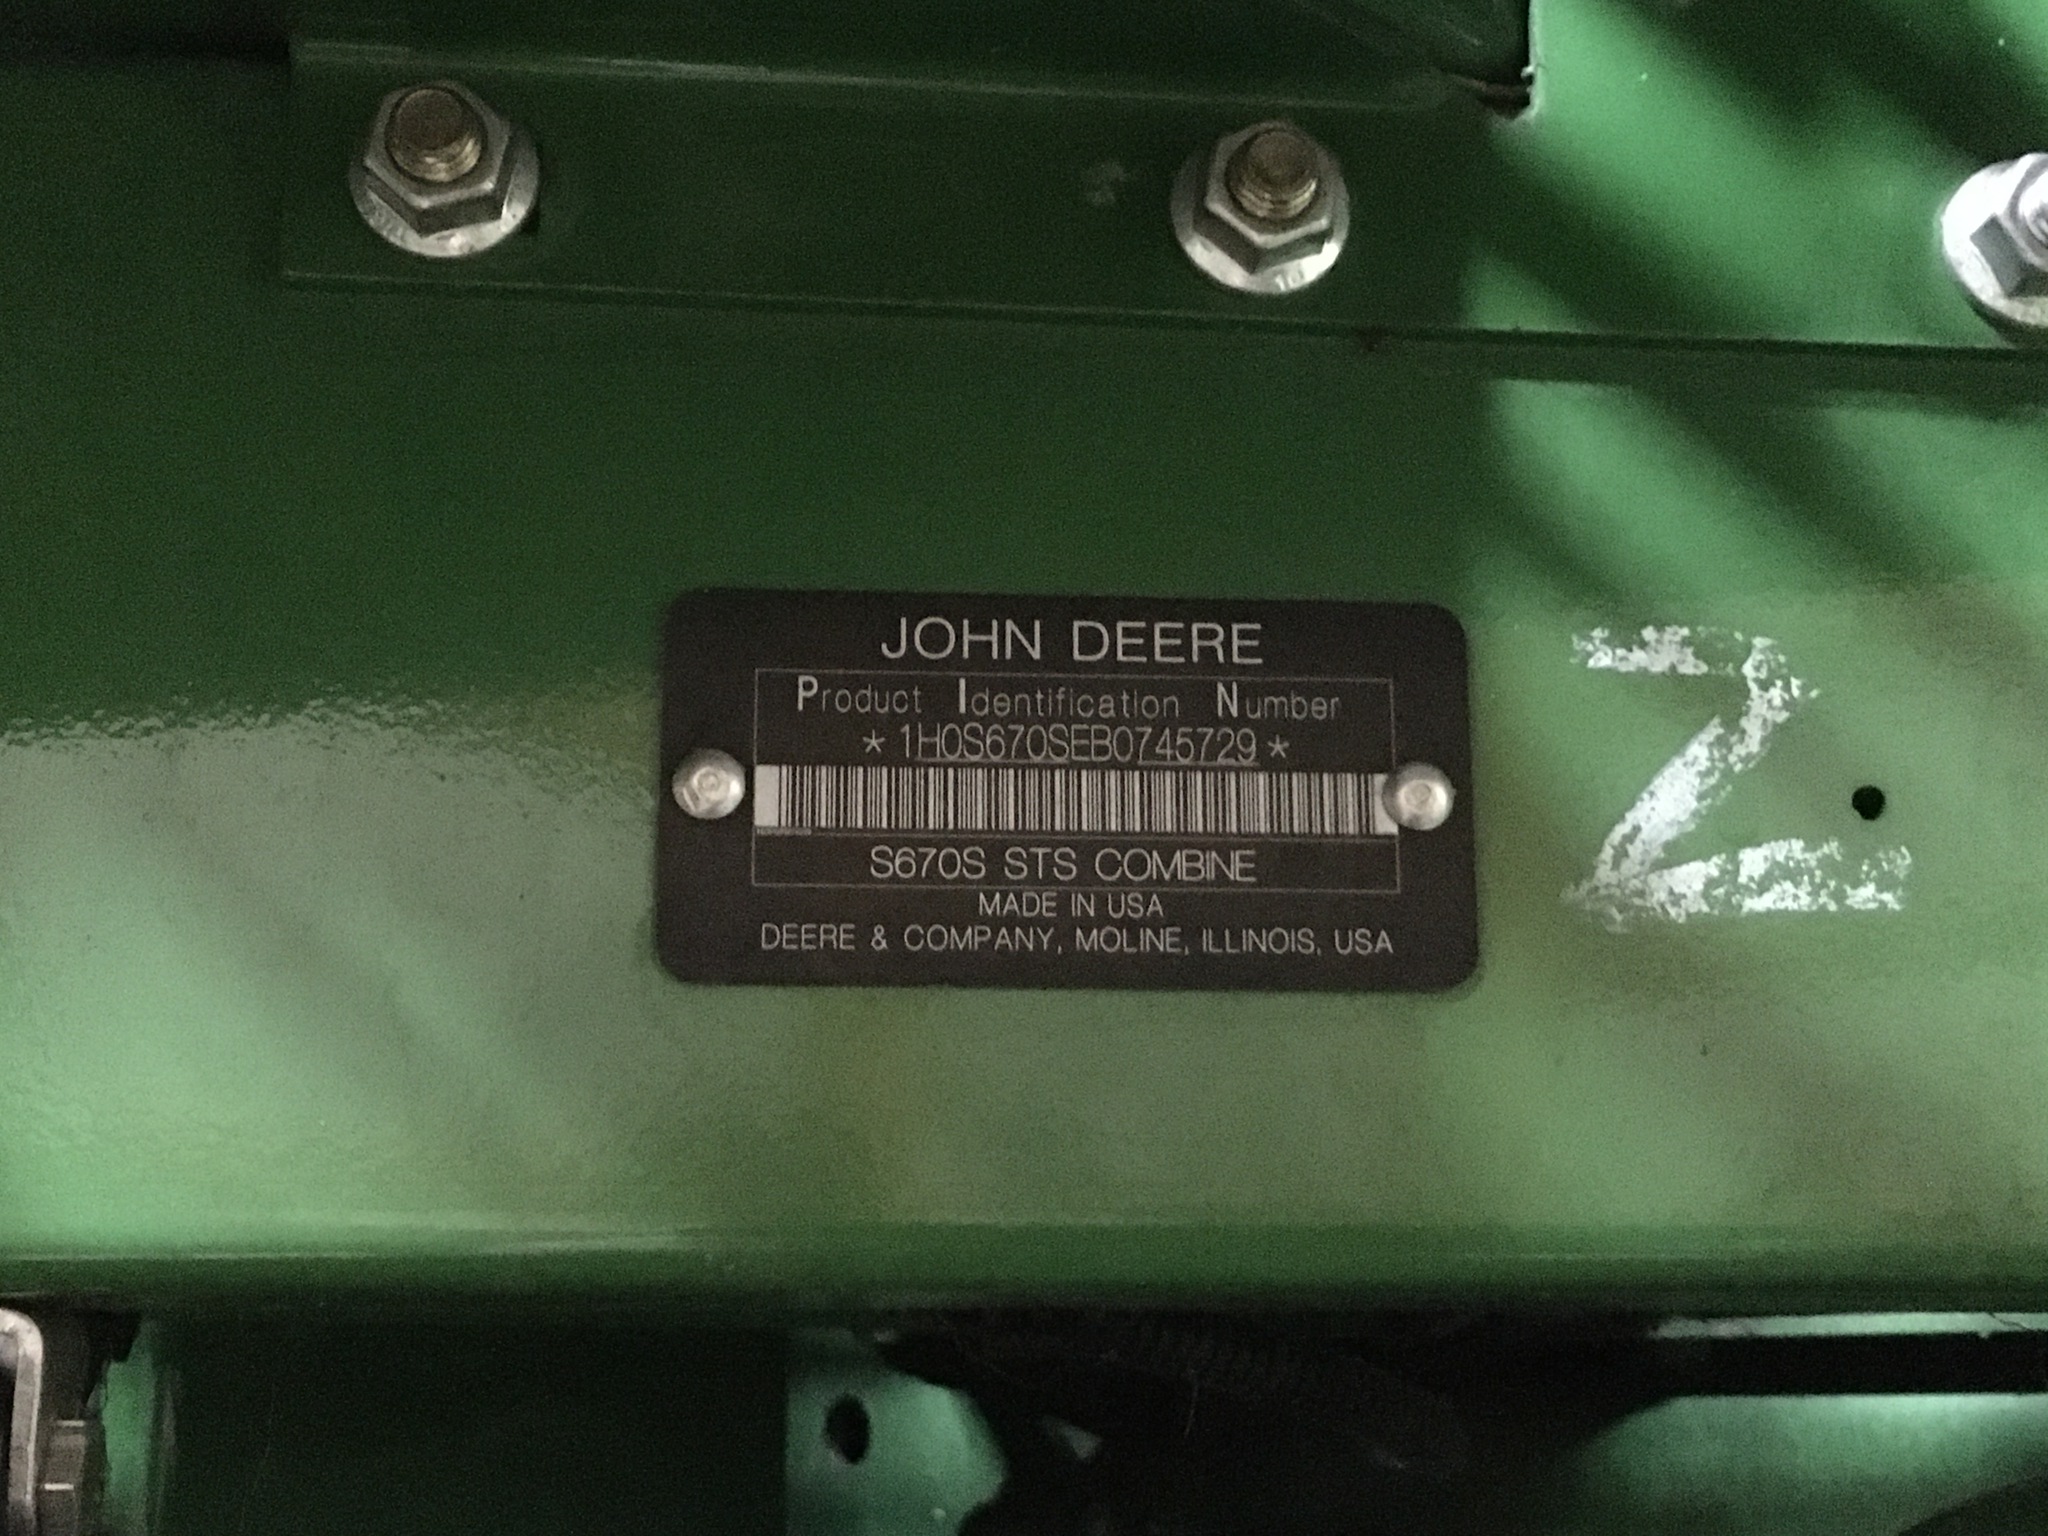 JOHN DEERE
Product Identification Number
*1H0S670SEB0745729*
S670S STS COMBINE
MADE IN USA
DEERE & COMPANY, MOLINE, ILLINOIS, USA
Z